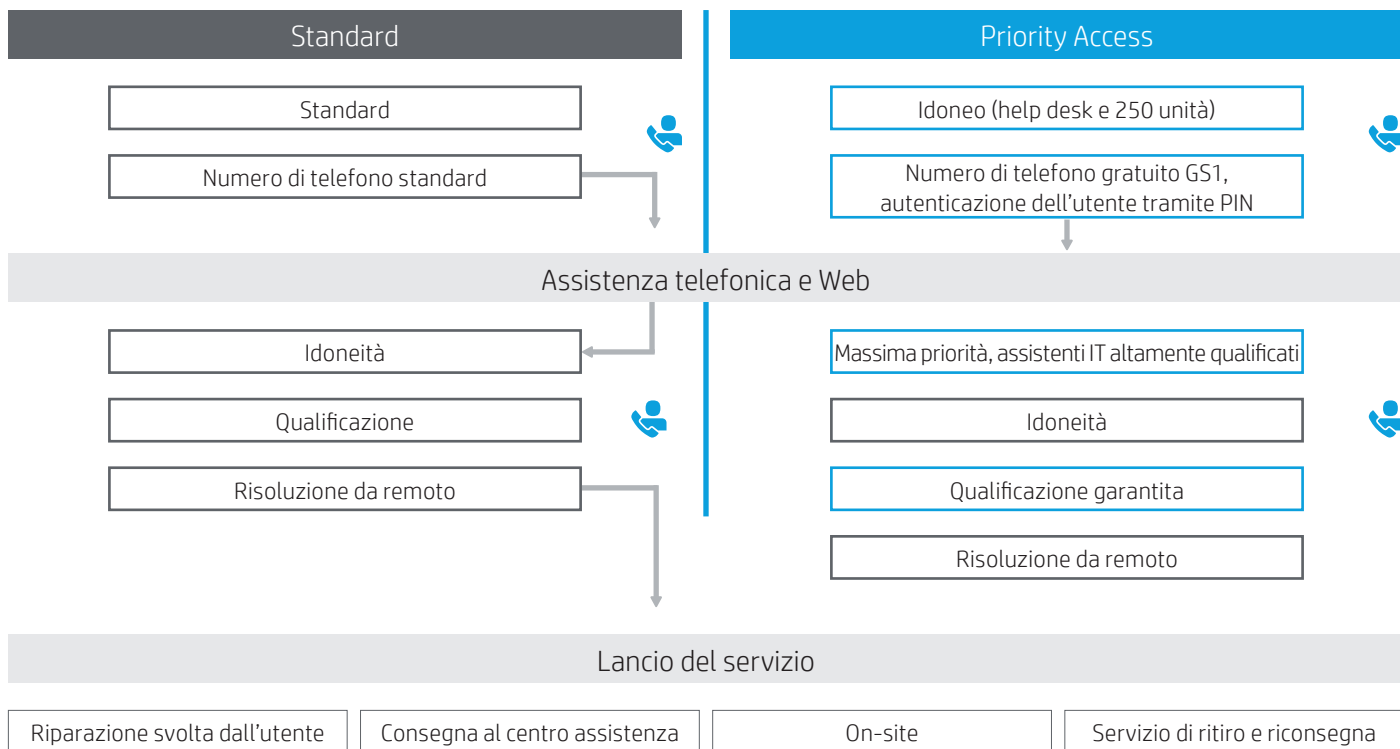 Standard
Priority Access
Standard
Idoneo (help desk e 250 unità)
Numero di telefono standard
Numero di telefono gratuito GS1,
autenticazione dell'utente tramite PIN
Assistenza telefonica e Web
Idoneità
Massima priorità, assistenti IT altamente qualificati
Qualificazione
Idoneità
Risoluzione da remoto
Qualificazione garantita
Risoluzione da remoto
Lancio del servizio
Riparazione svolta dall'utente
Consegna al centro assistenza
On-site
Servizio di ritiro e riconsegna